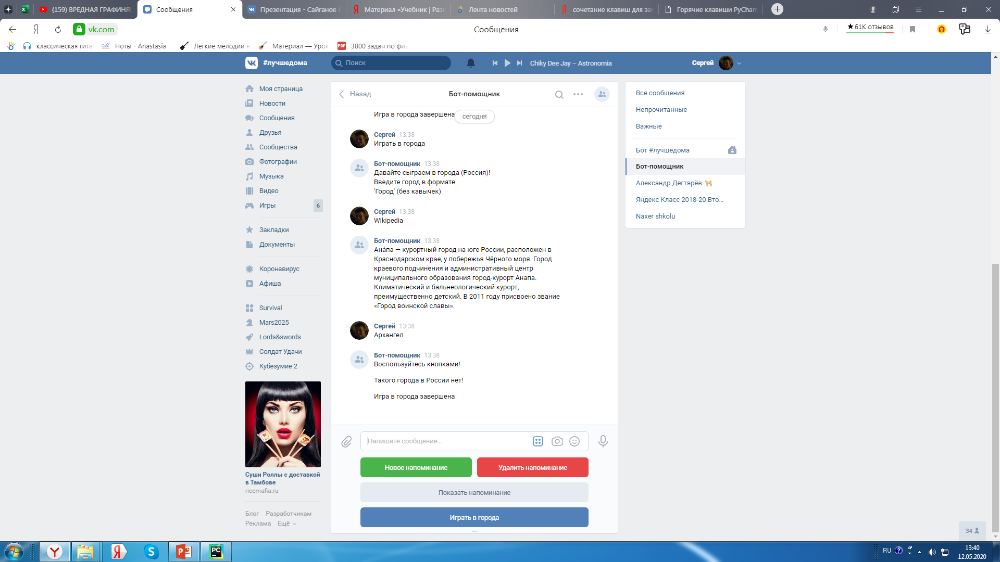 (159) ВРЕДНАЯ ГРАФИНЯ
Сообщения
Презентация - Сайганов
Материал «Учебник | Разв
Лента новостей
сочетание клавиш для заг
Горячие клавиши PyCharm
vk.com
Сообщения
★ 61К отзывов
классическая гита
Ноты - Anastasia -
Лёгкие мелодии н
Материал — Урок
PDF
3800 задач по физ
#лучшедома
Поиск
Chiky Dee Jay – Astronomia
Сергей
Моя страница
Новости
Сообщения
Друзья
Сообщества
Фотографии
Музыка
Видео
Игры
6
Закладки
Документы
Коронавирус
Афиша
Survival
Mars2025
Lords&swords
Солдат Удачи
Кубезумие 2
Суши Роллы с доставкой
в Тамбове
ricemafia.ru
Блог Разработчикам
Реклама Ещё
Назад
Бот-помощник
Игра в города завершена
сегодня
Сергей 13:38
Играть в города
Бот-помощник 13:38
Давайте сыграем в города (Россия)!
Введите город в формате
'Город' (без кавычек)
Сергей 13:38
Wikipedia
Бот-помощник 13:38
Ана́па — курортный город на юге России, расположен в
Краснодарском крае, у побережья Чёрного моря. Город
краевого подчинения и административный центр
муниципального образования город-курорт Анапа.
Климатический и бальнеологический курорт,
преимущественно детский. В 2011 году присвоено звание
«Город воинской славы».
Сергей 13:38
Архангел
Бот-помощник 13:38
Воспользуйтесь кнопками!
Такого города в России нет!
Игра в города завершена
Напишите сообщение...
Новое напоминание
Удалить напоминание
Показать напоминание
Играть в города
Все сообщения
Непрочитанные
Важные
Бот #лучшедома
Бот-помощник
Александр Дегтярёв
Яндекс Класс 2018-20 Вто...
Naxer shkolu
34
RU
13:40
12.05.2020